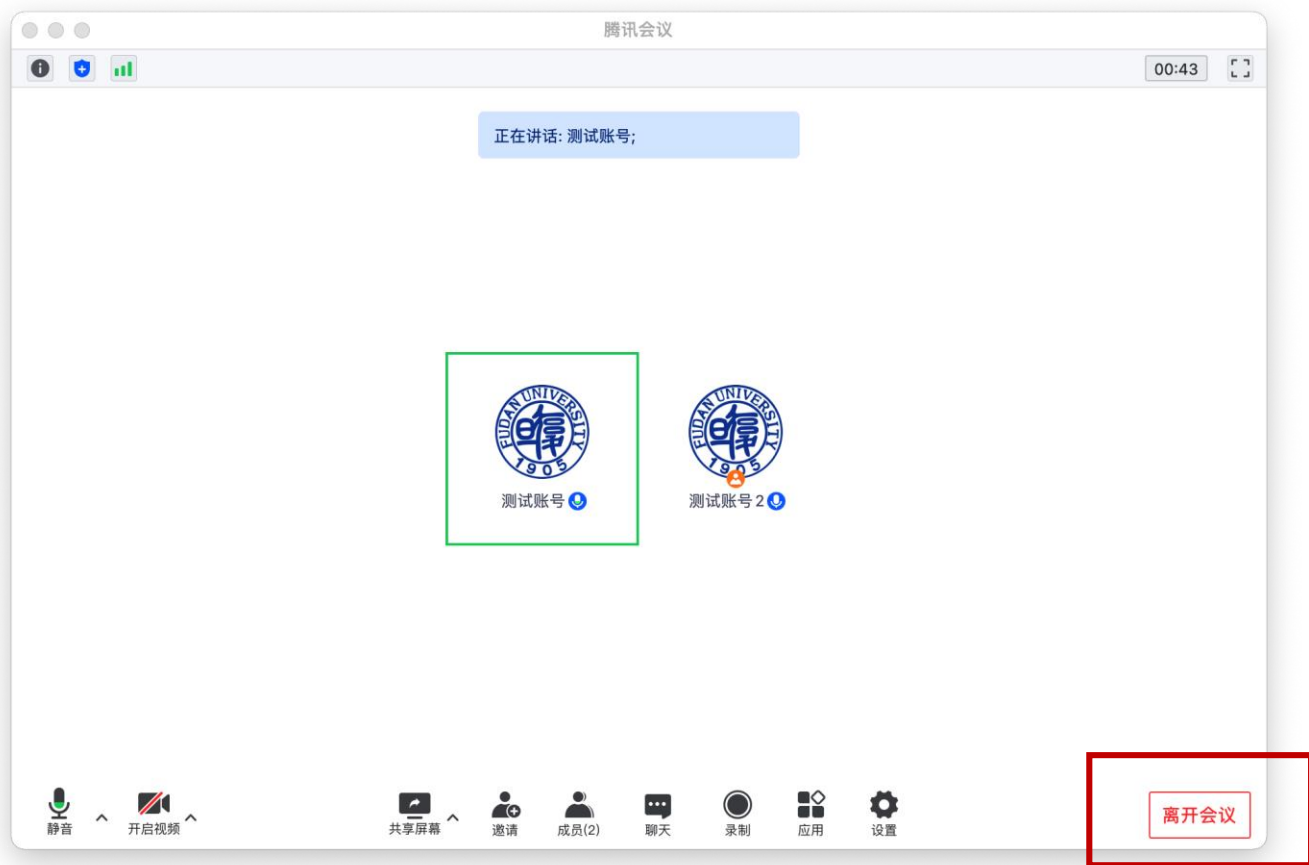 腾讯会议
00:43
正在讲话: 测试账号;
FUDAN UNIVERSITY
1905
FUDAN UNIVERSITY
1905
测试账号
测试账号2
静音
开启视频
共享屏幕
邀请
成员(2)
聊天
录制
应用
设置
离开会议